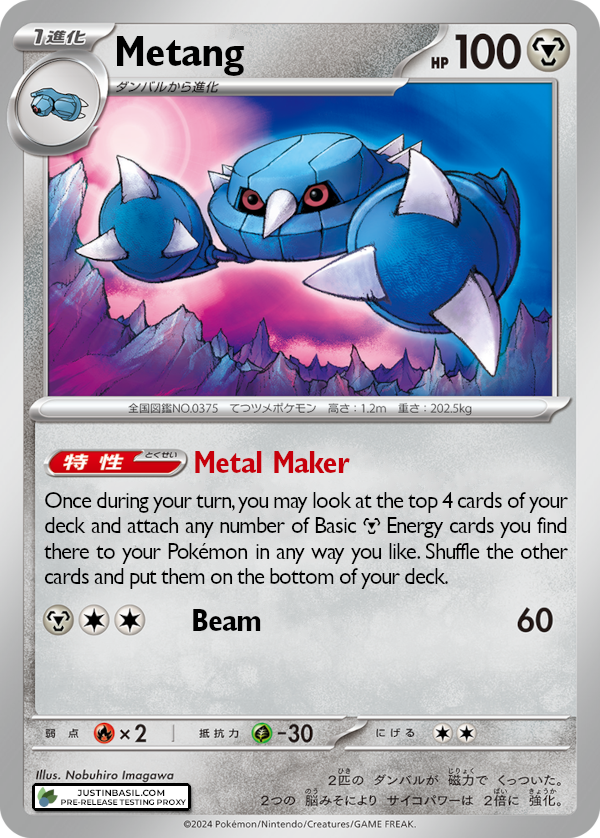 1進化
Metang
HP 100
ダンバルから進化
全国図鑑NO.0375 てつツメポケモン 高さ:1.2m 重さ:202.5kg
特性 とくせい Metal Maker
Once during your turn, you may look at the top 4 cards of your
deck and attach any number of Basic Energy cards you find
there to your Pokémon in any way you like. Shuffle the other
cards and put them on the bottom of your deck.
Beam 60
弱点 ×2 抵抗力 -30 にげる
Illus. Nobuhiro Imagawa
JUSTINBASIL.COM
PRE-RELEASE TESTING PROXY
2匹の ダンバルが 磁力で くっついた。
2つの 脳みそにより サイコパワーは 2倍に 強化。
©2024 Pokémon/Nintendo/Creatures/GAME FREAK.